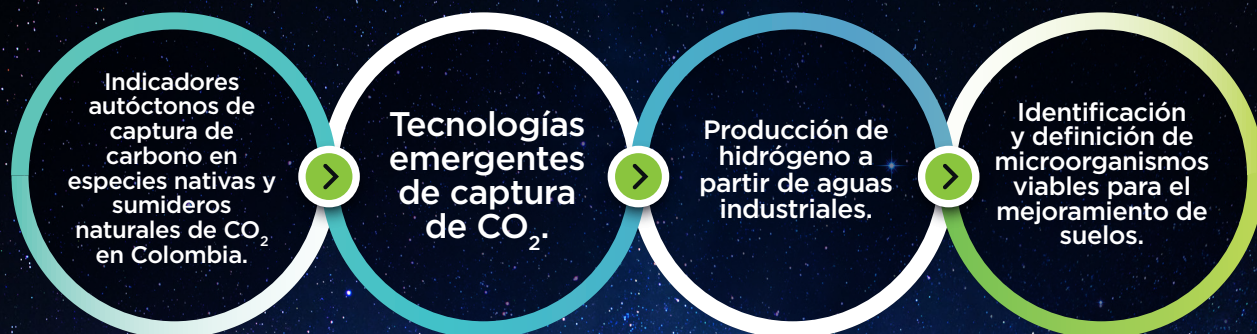 Indicadores
autóctonos de
captura de
carbono en
especies nativas y
sumideros
naturales de CO₂
en Colombia.
Tecnologías
emergentes
de captura
de CO₂.
Producción de
hidrógeno a
partir de aguas
industriales.
Identificación
y definición de
microorganismos
viables para el
mejoramiento de
suelos.